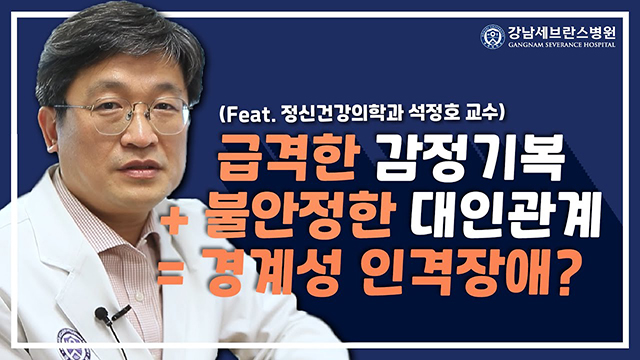 강남세브란스병원
GANGNAM SEVERANCE HOSPITAL
(Feat. 정신건강의학과 석정호 교수)
급격한 감정기복
+ 불안정한 대인관계
= 경계성 인격장애?